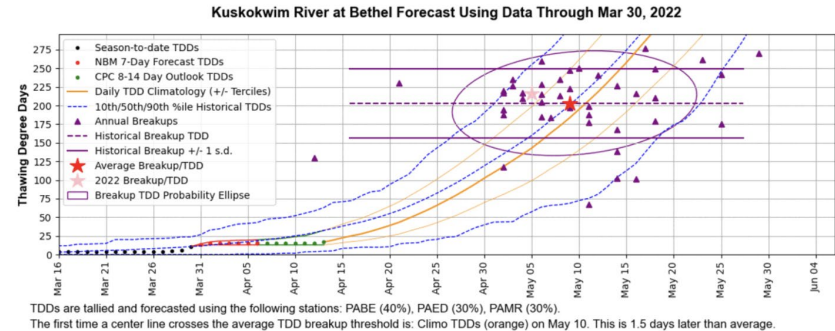 Kuskokwim River at Bethel Forecast Using Data Through Mar 30, 2022
Thawing Degree Days
275
250
225
200
175
150
125
100
75
50
25
0
Season-to-date TDDs
NBM 7-Day Forecast TDDs
CPC 8-14 Day Outlook TDDs
Daily TDD Climatology (+/- Terciles)
10th/50th/90th %ile Historical TDDs
Annual Breakups
Historical Breakup TDD
Historical Breakup +/- 1 s.d.
Average Breakup/TDD
2022 Breakup/TDD
Breakup TDD Probability Ellipse
Mar 16
Mar 21
Mar 26
Mar 31
Apr 05
Apr 10
Apr 15
Apr 20
Apr 25
Apr 30
May 05
May 10
May 15
May 20
May 25
May 30
Jun 04
TDDs are tallied and forecasted using the following stations: PABE (40%), PAED (30%), PAMR (30%).
The first time a center line crosses the average TDD breakup threshold is: Climo TDDs (orange) on May 10. This is 1.5 days later than average.